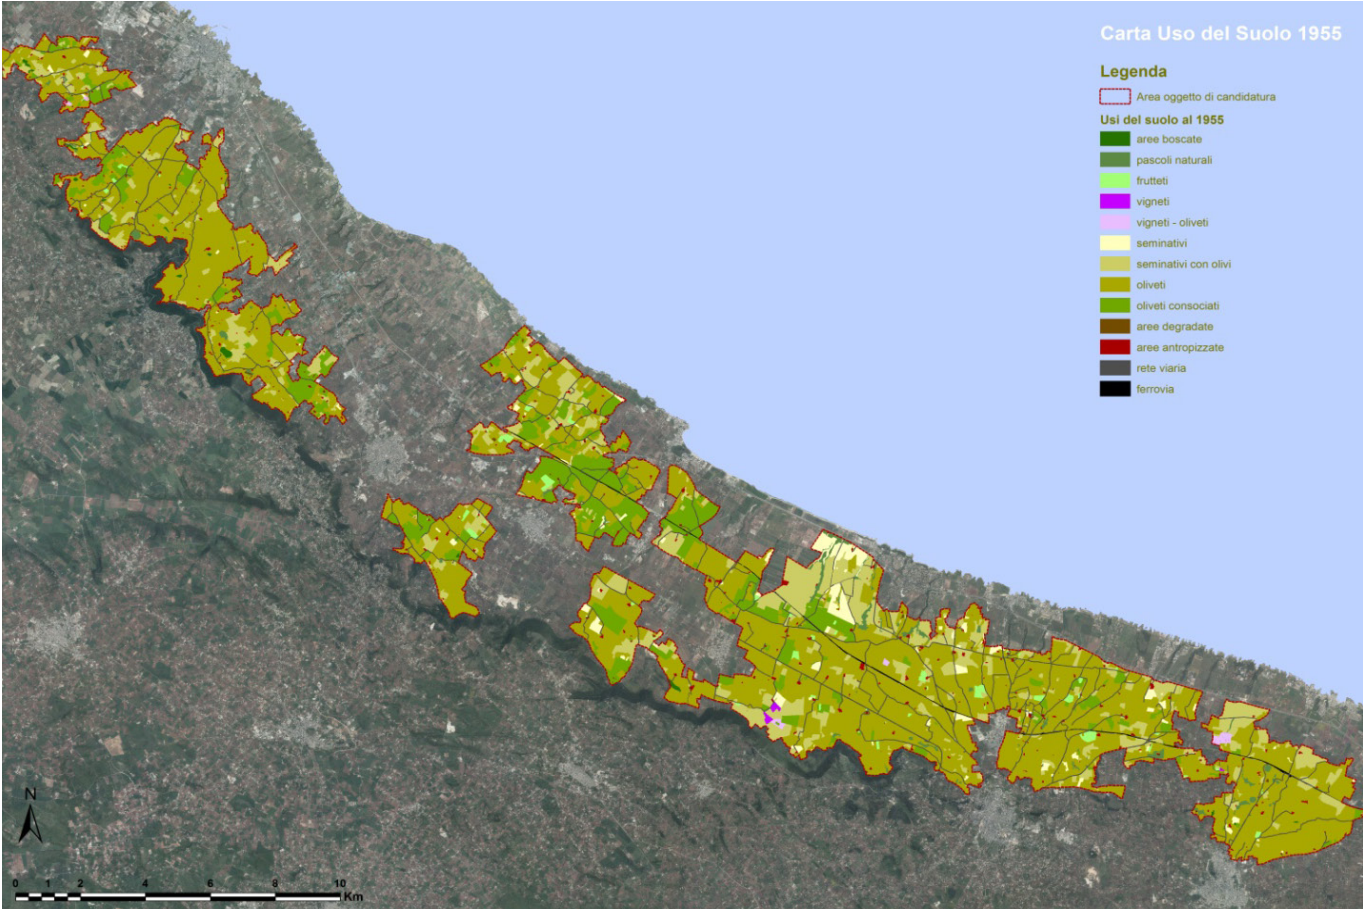 Carta Uso del Suolo 1955
Legenda
Area oggetto di candidatura
Usi del suolo al 1955
aree boscate
pascoli naturali
frutteti
vigneti
vigneti - oliveti
seminativi
seminativi con olivi
oliveti
oliveti consociati
aree degradate
aree antropizzate
rete viaria
ferrovia
N
0 1 2 4 6 8 10
Km